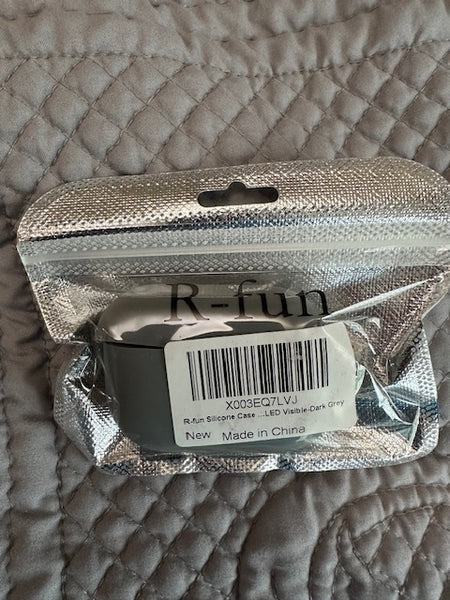 R-fun
X003EQ7LVJ
R-fun Silicone Case ...LED Visible-Dark Grey
New Made in China